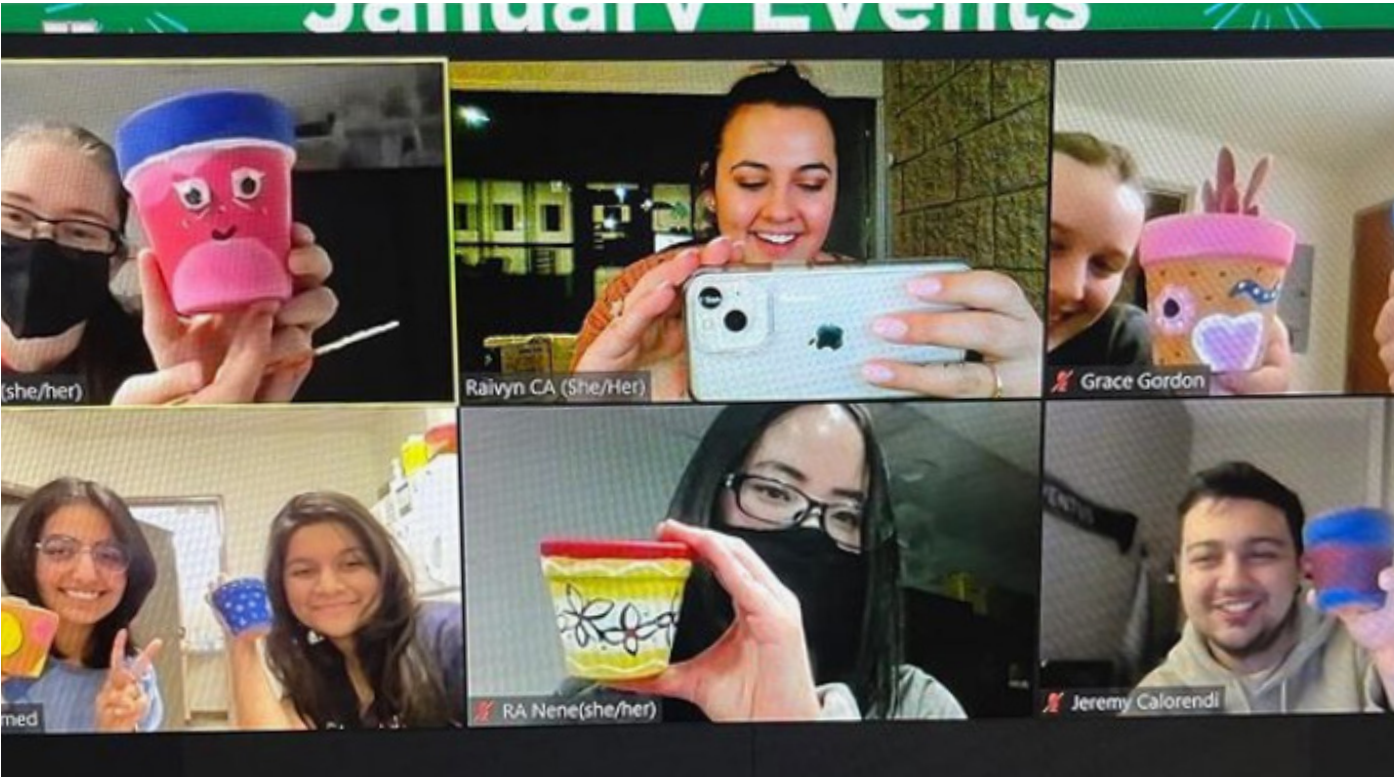 January Events
(she/her)
Raivyn CA (She/Her)
Grace Gordon
med
RA Nene(she/her)
Jeremy Calorendi